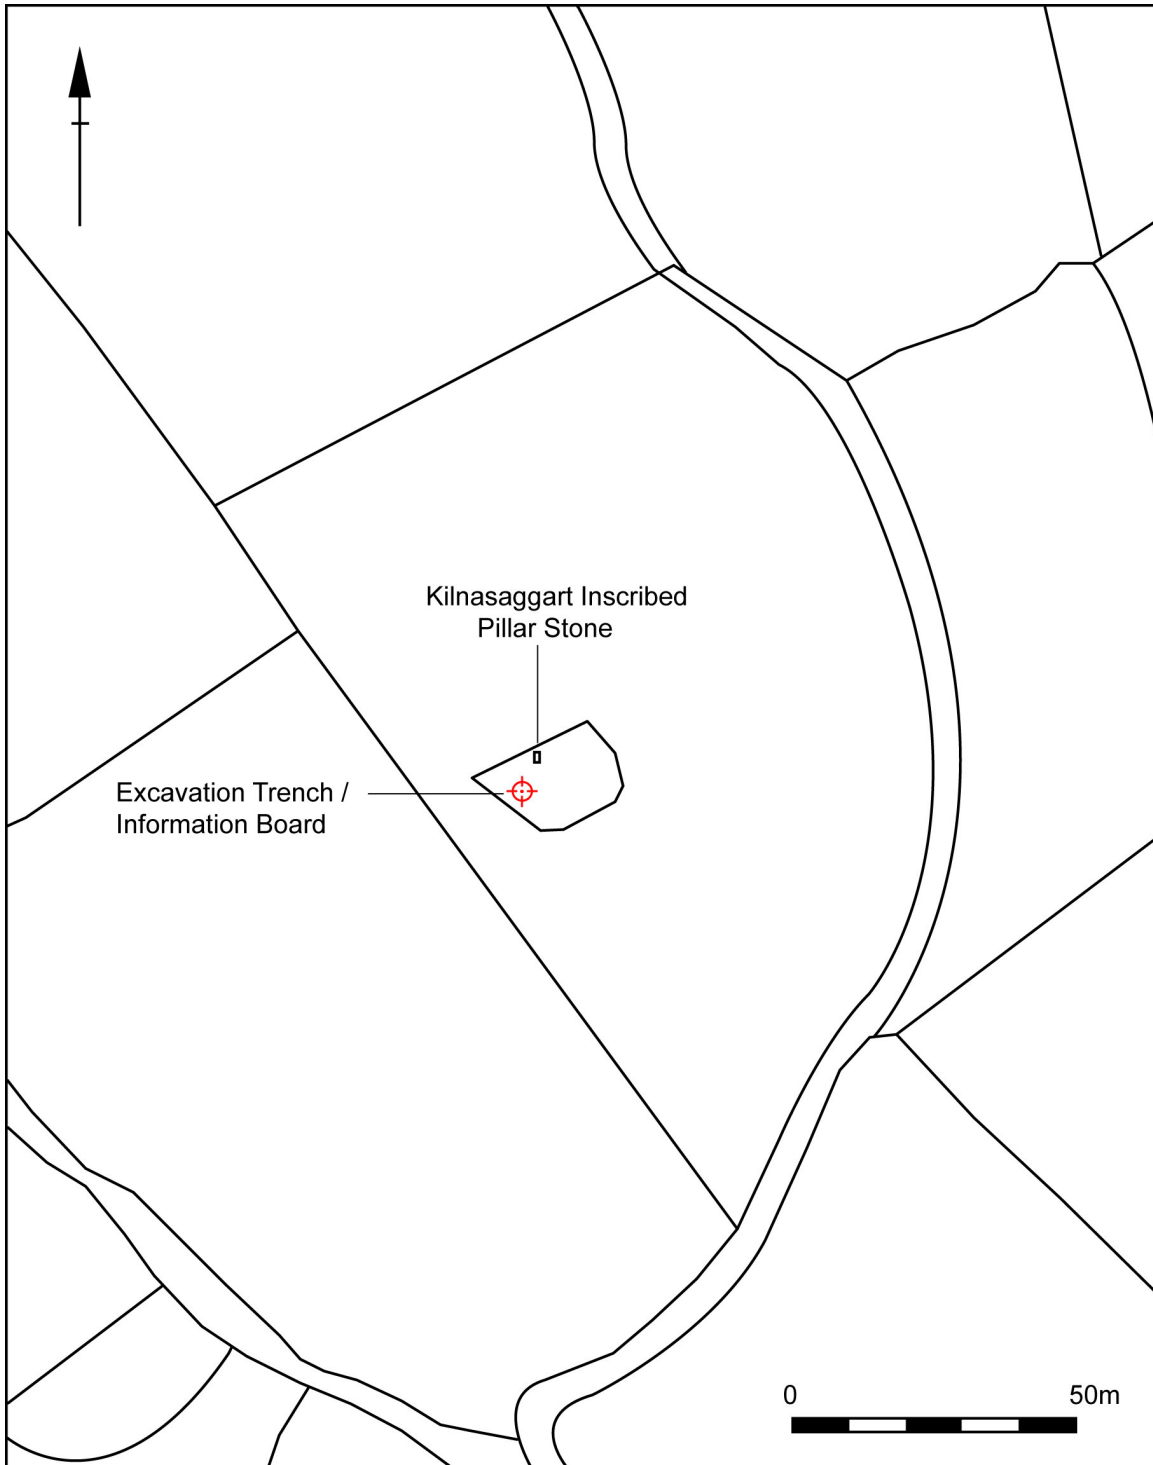 Kilnasaggart Inscribed
Pillar Stone
Excavation Trench /
Information Board
0 50m